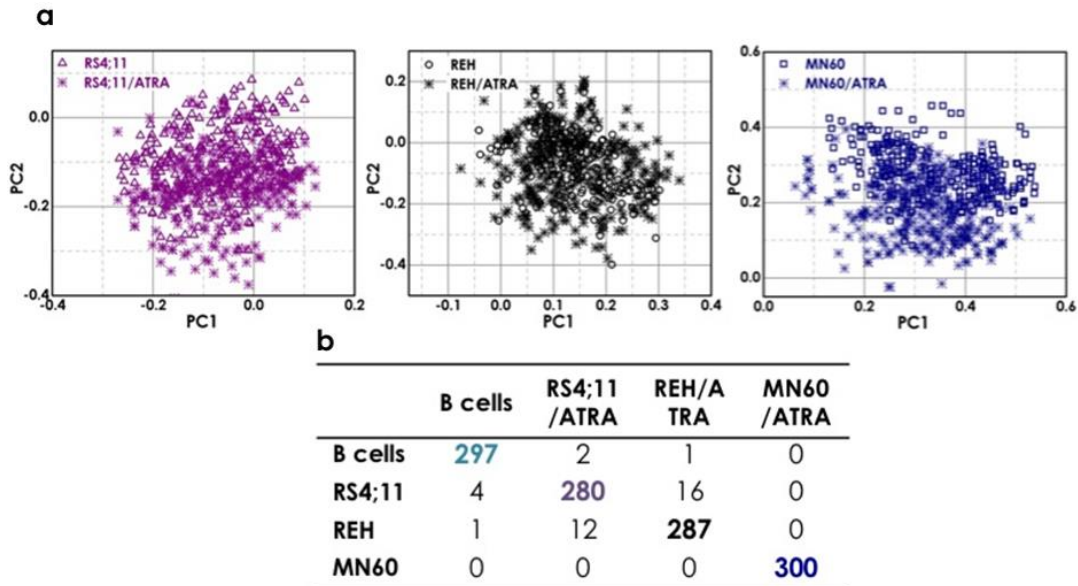 a
RS4;11
RS4;11/ATRA
0.0
-0.2
-0.4
PC2
-0.4
-0.2
0.0
0.2
PC1
REH
REH/ATRA
0.2
0.0
-0.2
-0.4
PC2
-0.1
0.0
0.1
0.2
0.3
0.4
PC1
MN60
MN60/ATRA
0.6
0.4
0.2
0.0
PC2
0.0
0.2
0.4
0.6
PC1
b
B cells RS4;11 /ATRA REH/A TRA MN60 /ATRA
B cells 297 2 1 0
RS4;11 4 280 16 0
REH 1 12 287 0
MN60 0 0 0 300